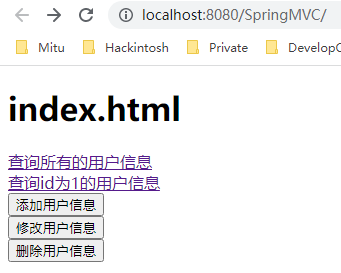 localhost:8080/SpringMVC/
Mitu Hackintosh Private Develop
index.html
查询所有的用户信息
查询id为1的用户信息
添加用户信息
修改用户信息
删除用户信息